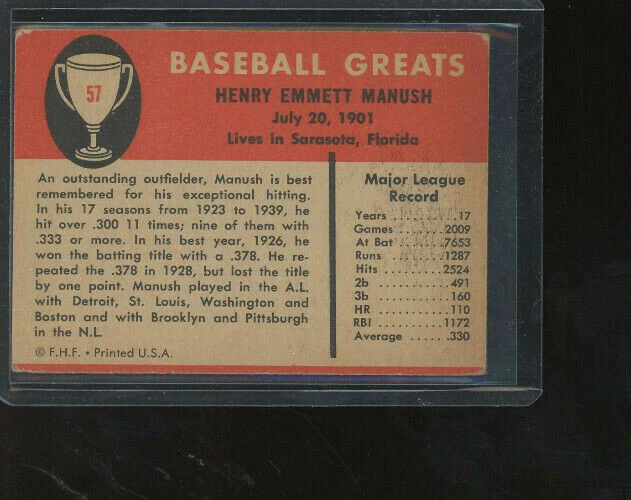 57
BASEBALL GREATS
HENRY EMMETT MANUSH
July 20, 1901
Lives in Sarasota, Florida
An outstanding outfielder, Manush is best
remembered for his exceptional hitting.
In his 17 seasons from 1923 to 1939, he
hit over .300 11 times; nine of them with
.333 or more. In his best year, 1926, he
won the batting title with a .378. He re-
peated the .378 in 1928, but lost the title
by one point. Manush played in the A.L.
with Detroit, St. Louis, Washington and
Boston and with Brooklyn and Pittsburgh
in the N.L.
© F.H.F. • Printed U.S.A.
Major League
Record
Years . . . . . . . . . 17
Games . . . . . . . 2009
At Bat . . . . . . . 7653
Runs . . . . . . . . 1287
Hits . . . . . . . . . 2524
2b . . . . . . . . . . 491
3b . . . . . . . . . . 160
HR . . . . . . . . . . 110
RBI . . . . . . . . . 1172
Average . . . . . . .330